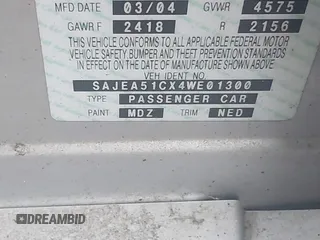 MFD DATE 03/04 GVWR 4575
GAWR F 2418 R 2156
THIS VEHICLE CONFORMS TO ALL APPLICABLE FEDERAL MOTOR
VEHICLE SAFETY BUMPER AND THEFT PREVENTION STANDARDS
IN EFFECT ON THE DATE OF MANUFACTURE SHOWN ABOVE
VEH IDENT No.
SAJEA51CX4WE01300
TYPE PASSENGER CAR
PAINT MDZ TRIM NED
DREAMBID